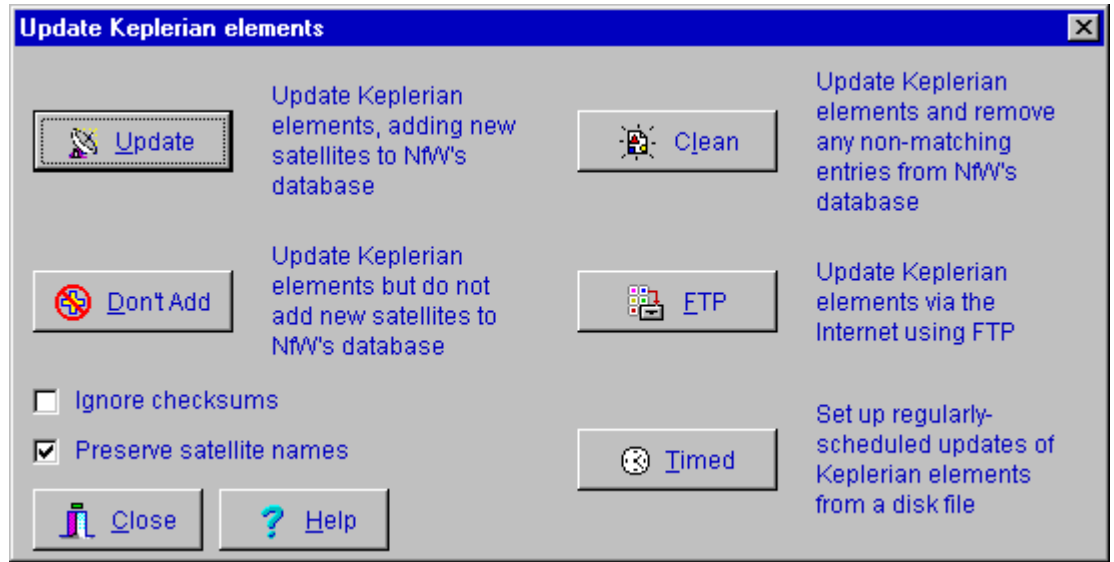 Update Keplerian elements
Update
Update Keplerian
elements, adding new
satellites to NfW's
database
Clean
Update Keplerian
elements and remove
any non-matching
entries from NfW's
database
Don't Add
Update Keplerian
elements but do not
add new satellites to
NfW's database
FTP
Update Keplerian
elements via the
Internet using FTP
Ignore checksums
Preserve satellite names
Timed
Set up regularly-
scheduled updates of
Keplerian elements
from a disk file
Close
Help